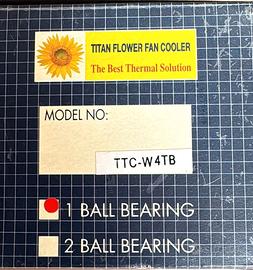 TITAN FLOWER FAN COOLER
The Best Thermal Solution
MODEL NO:
TTC-W4TB
1 BALL BEARING
2 BALL BEARING